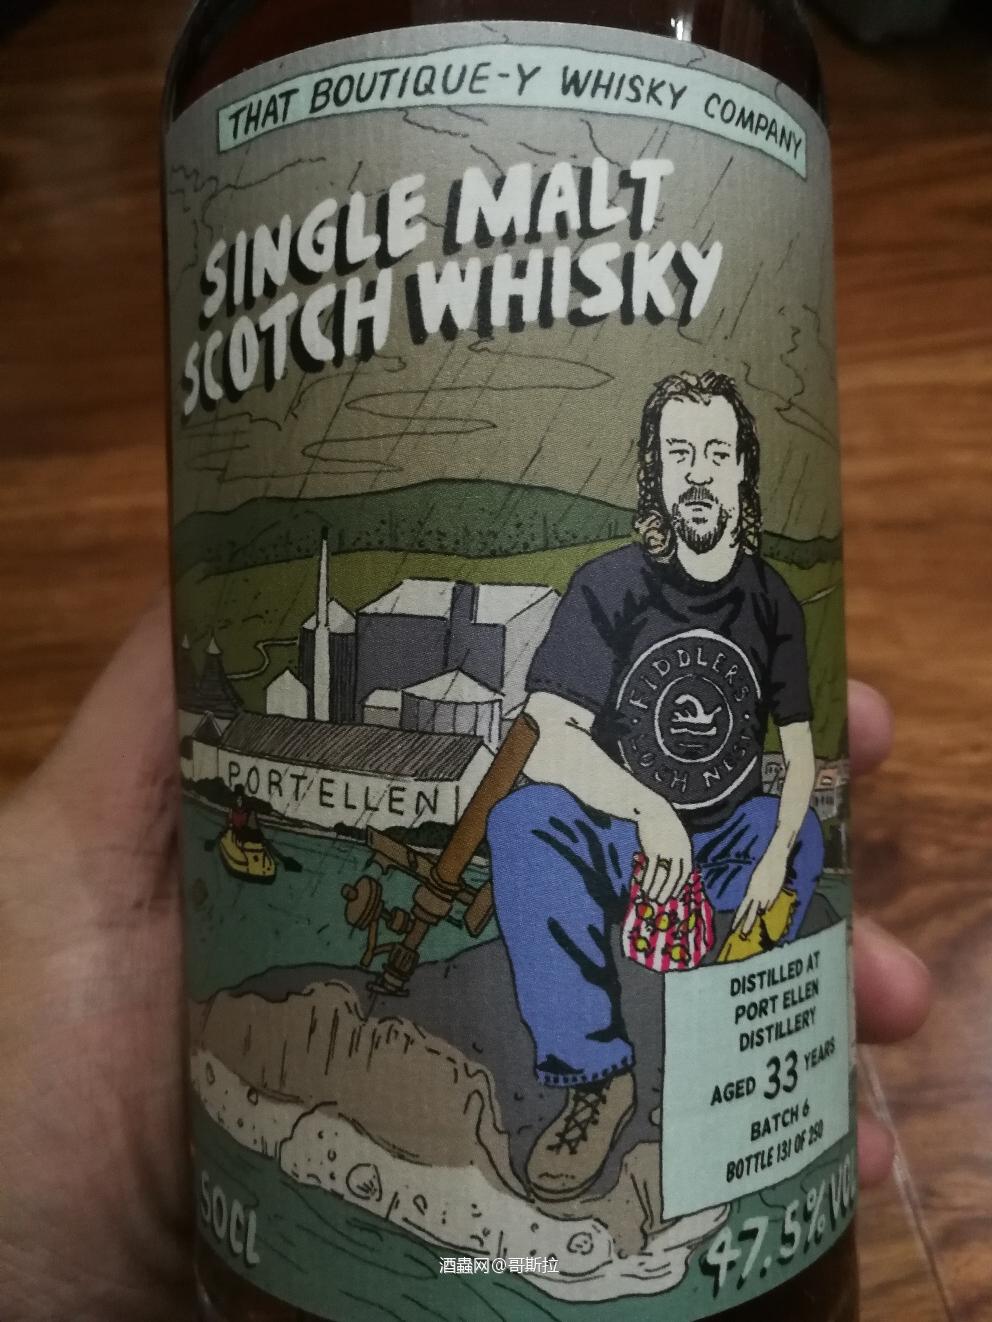 THAT BOUTIQUE-Y WHISKY COMPANY
SINGLE MALT
SCOTCH WHISKY
FIDDLERS
LOCH NESS
PORT ELLEN
DISTILLED AT
PORT ELLEN
DISTILLERY
AGED 33 YEARS
BATCH 6
BOTTLE 131 OF 250
50CL
47.5% VOL
酒蟲网@哥斯拉